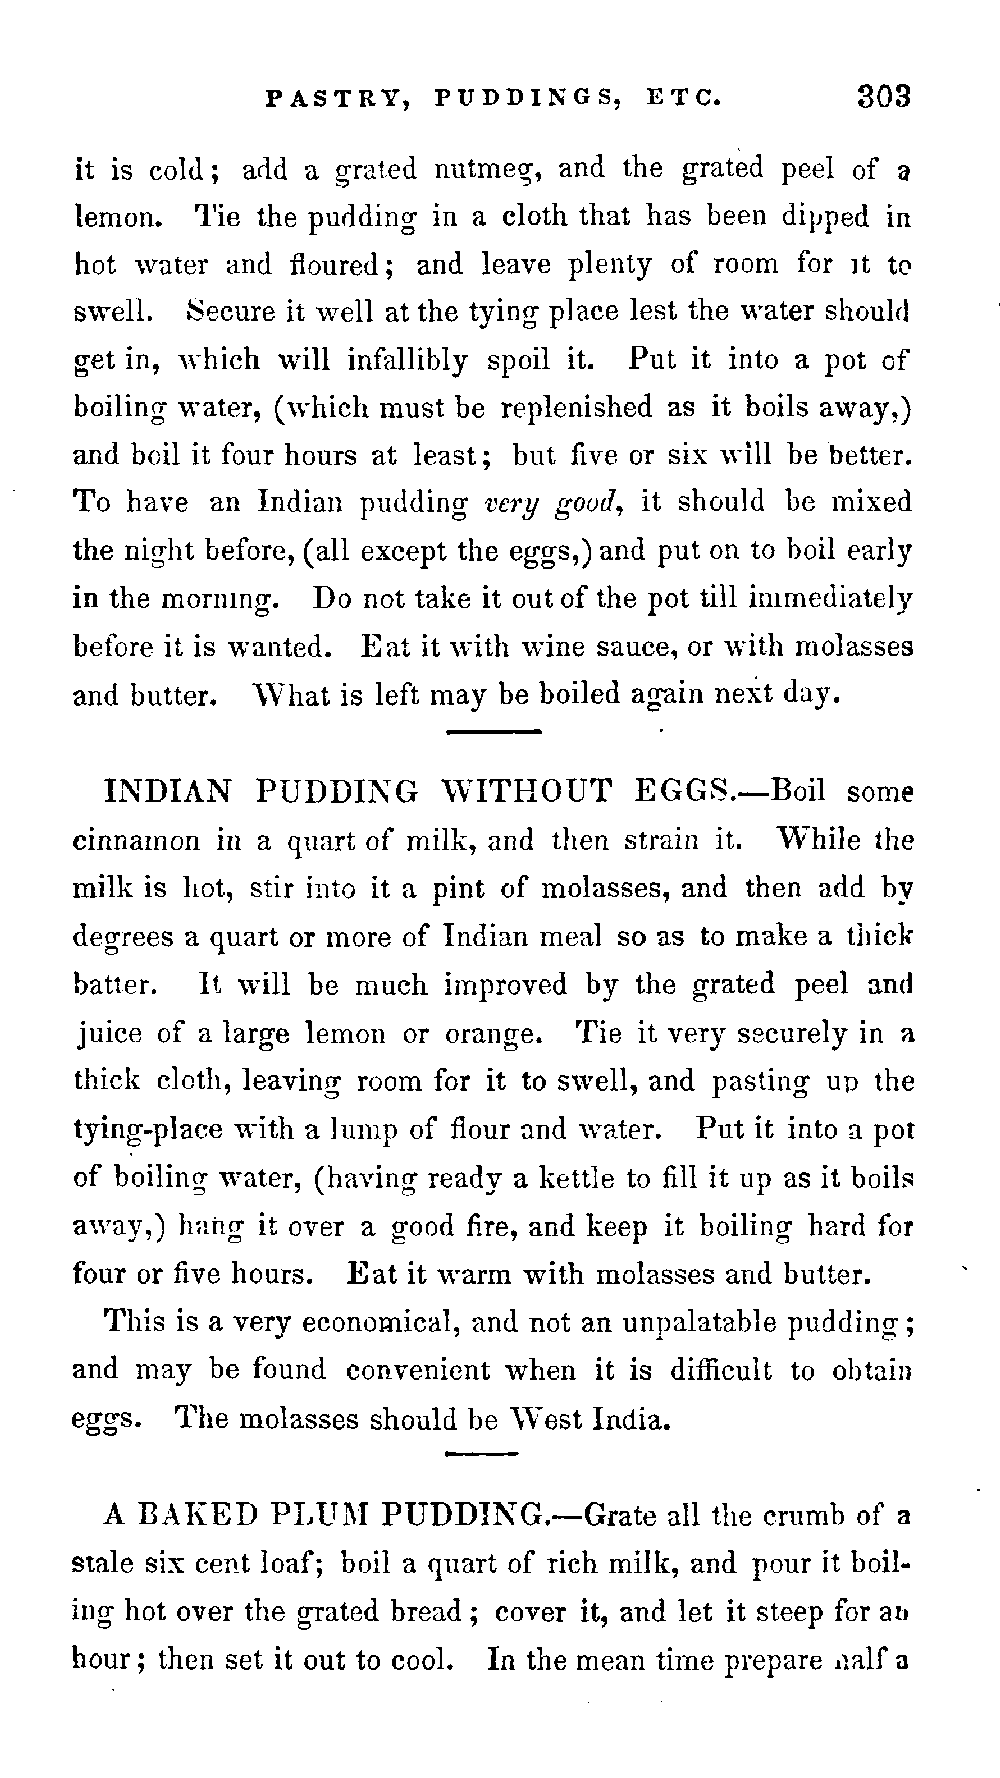 PASTRY, PUDDINGS, ETC. 303
it is cold; add a grated nutmeg, and the grated peel of a
lemon. Tie the pudding in a cloth that has been dipped in
hot water and floured; and leave plenty of room for it to
swell. Secure it well at the tying place lest the water should
get in, which will infallibly spoil it. Put it into a pot of
boiling water, (which must be replenished as it boils away,)
and boil it four hours at least; but five or six will be better.
To have an Indian pudding very good, it should be mixed
the night before, (all except the eggs,) and put on to boil early
in the morning. Do not take it out of the pot till immediately
before it is wanted. Eat it with wine sauce, or with molasses
and butter. What is left may be boiled again next day.
INDIAN PUDDING WITHOUT EGGS.—Boil some
cinnamon in a quart of milk, and then strain it. While the
milk is hot, stir into it a pint of molasses, and then add by
degrees a quart or more of Indian meal so as to make a thick
batter. It will be much improved by the grated peel and
juice of a large lemon or orange. Tie it very securely in a
thick cloth, leaving room for it to swell, and pasting up the
tying-place with a lump of flour and water. Put it into a pot
of boiling water, (having ready a kettle to fill it up as it boils
away,) hang it over a good fire, and keep it boiling hard for
four or five hours. Eat it warm with molasses and butter.
This is a very economical, and not an unpalatable pudding;
and may be found convenient when it is difficult to obtain
eggs. The molasses should be West India.
A BAKED PLUM PUDDING.—Grate all the crumb of a
stale six cent loaf; boil a quart of rich milk, and pour it boil-
ing hot over the grated bread; cover it, and let it steep for an
hour; then set it out to cool. In the mean time prepare half a